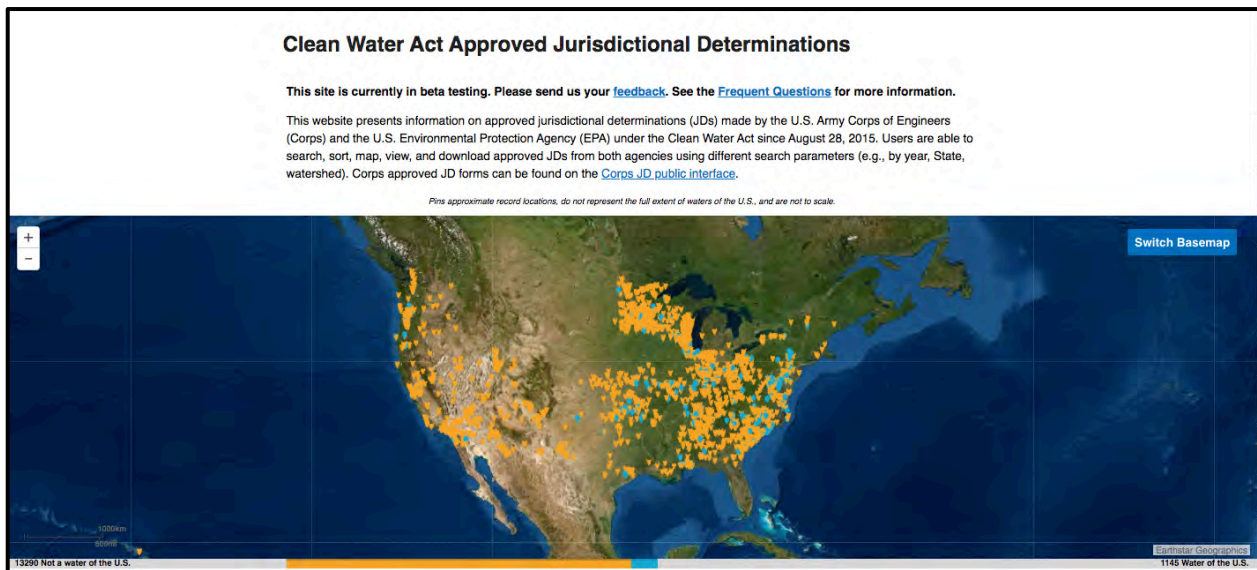 Clean Water Act Approved Jurisdictional Determinations
This site is currently in beta testing. Please send us your feedback. See the Frequent Questions for more information.
This website presents information on approved jurisdictional determinations (JDs) made by the U.S. Army Corps of Engineers
(Corps) and the U.S. Environmental Protection Agency (EPA) under the Clean Water Act since August 28, 2015. Users are able to
search, sort, map, view, and download approved JDs from both agencies using different search parameters (e.g., by year, State,
watershed). Corps approved JD forms can be found on the Corps JD public interface.
Pins approximate record locations, do not represent the full extent of waters of the U.S., and are not to scale.
+
−
Switch Basemap
1000km
600mi
Earthstar Geographics
13290 Not a water of the U.S.
1145 Water of the U.S.